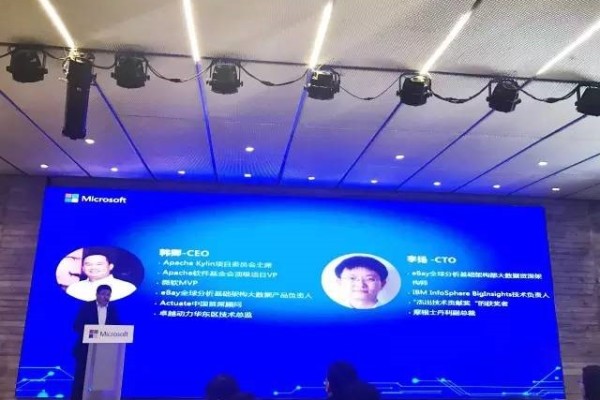 Microsoft
韩卿-CEO
• Apache Kylin项目委员会主席
• Apache软件基金会顶级项目VP
• 微软MVP
• eBay全球分析基础架构大数据产品负责人
• Actuate中国首席顾问
• 卓越动力华东区技术总监
李扬 -CTO
• eBay全球分析基础架构部大数据资深架
构师
• IBM InfoSphere BigInsights技术负责人
• “杰出技术贡献奖”的获奖者
• 摩根士丹利副总裁
Microsoft